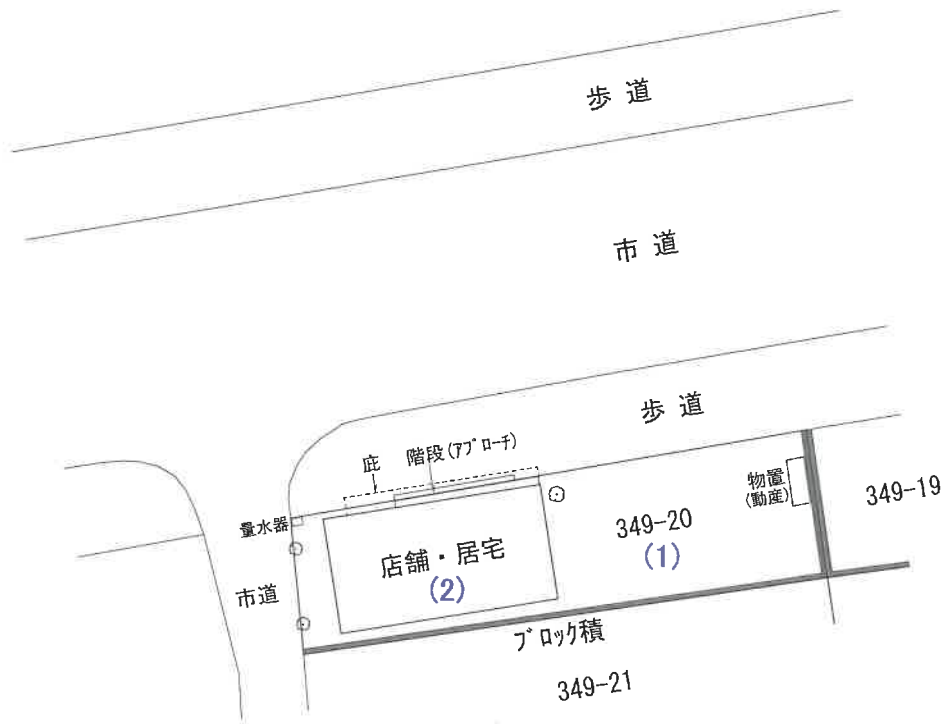 歩道
市道
歩道
庇
階段(アプローチ)
量水器
物置
(動産)
349-19
349-20
(1)
店舗・居宅
(2)
市道
ブロック積
349-21